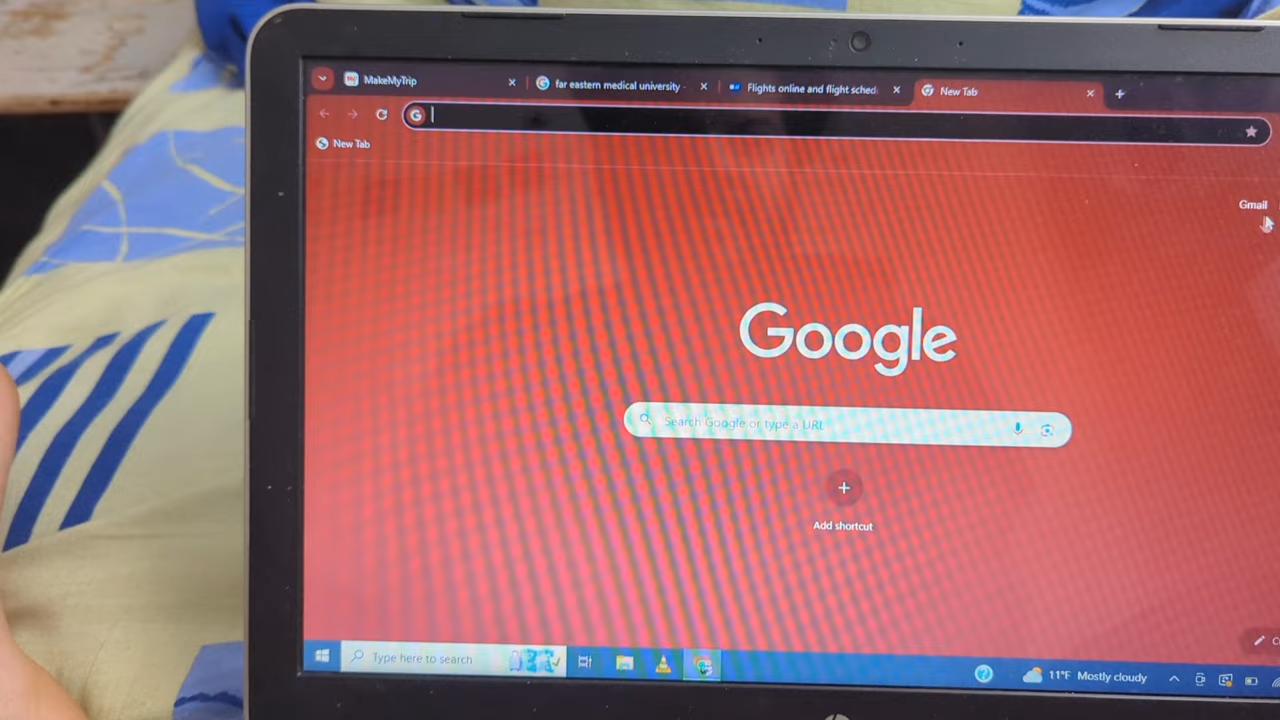 MakeMyTrip
far eastern medical university
Flights online and flight sched
New Tab
New Tab
Gmail
Google
Search Google or type a URL
Add shortcut
Type here to search
11°F Mostly cloudy